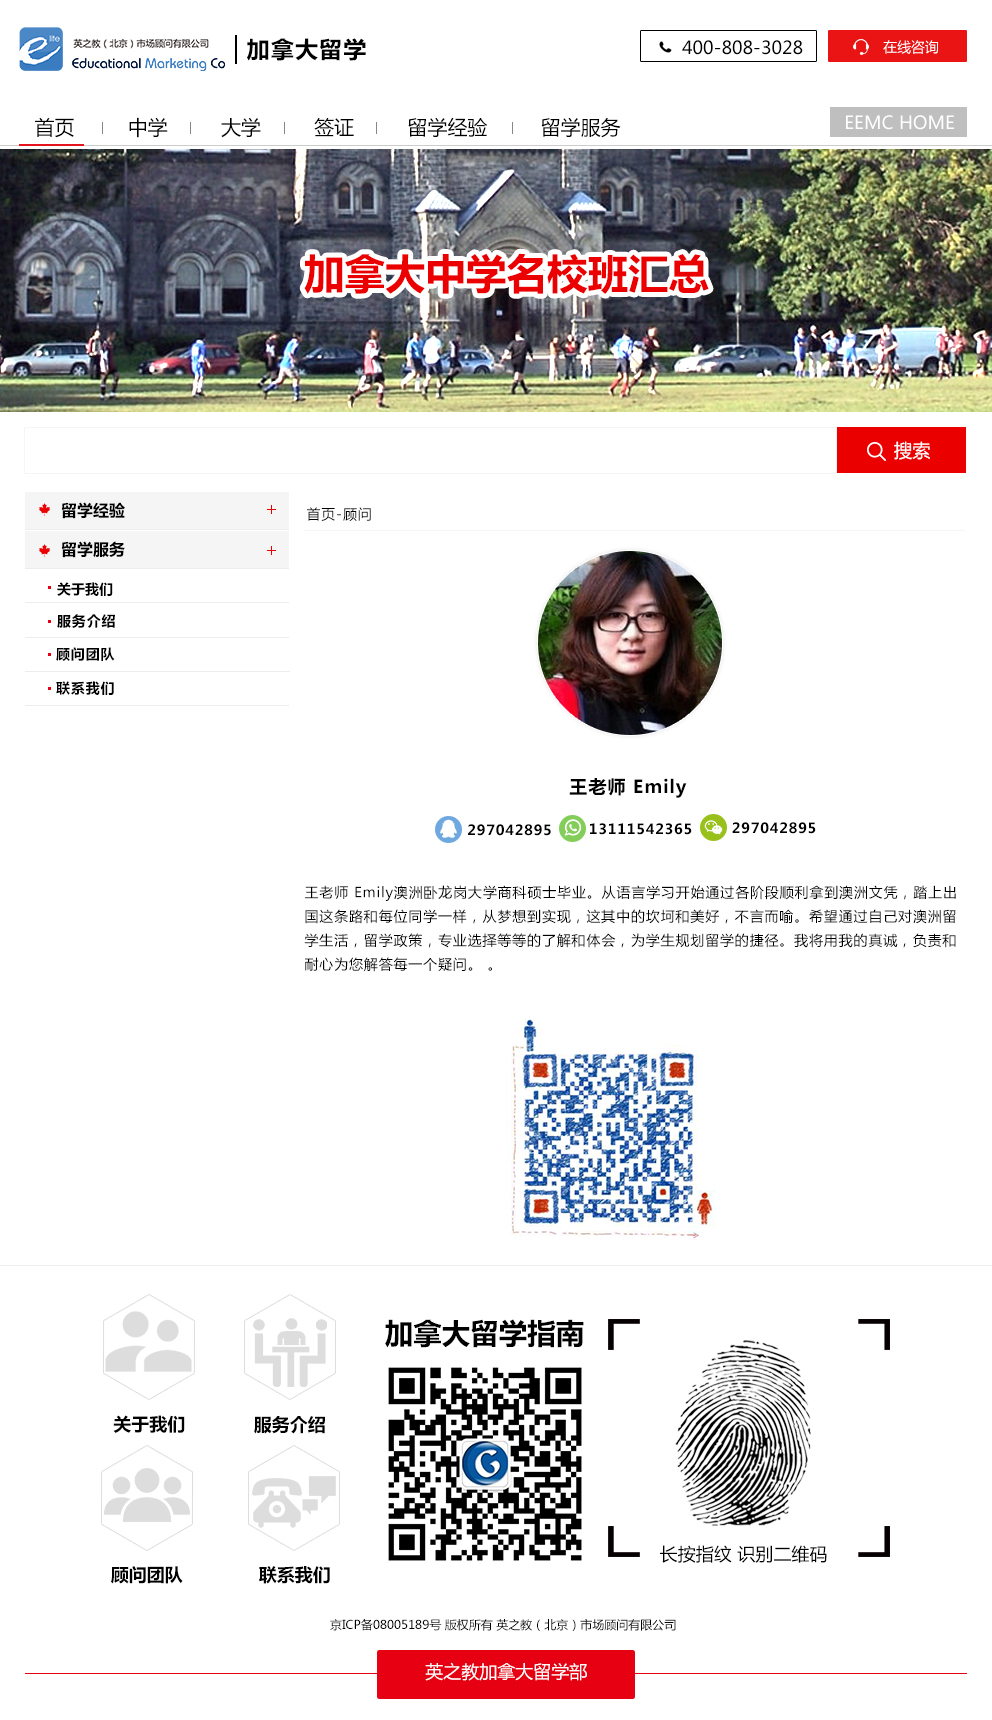 elite
英之教（北京）市场顾问有限公司
Educational Marketing Co
加拿大留学
400-808-3028
在线咨询
首页
中学
大学
签证
留学经验
留学服务
EEMC HOME
加拿大中学名校班汇总
搜索
留学经验
留学服务
关于我们
服务介绍
顾问团队
联系我们
首页-顾问
王老师 Emily
297042895
13111542365
297042895
王老师 Emily澳洲卧龙岗大学商科硕士毕业。从语言学习开始通过各阶段顺利拿到澳洲文凭，踏上出
国这条路和每位同学一样，从梦想到实现，这其中的坎坷和美好，不言而喻。希望通过自己对澳洲留
学生活，留学政策，专业选择等等的了解和体会，为学生规划留学的捷径。我将用我的真诚，负责和
耐心为您解答每一个疑问。 。
关于我们
服务介绍
顾问团队
联系我们
加拿大留学指南
长按指纹 识别二维码
京ICP备08005189号 版权所有 英之教（北京）市场顾问有限公司
英之教加拿大留学部